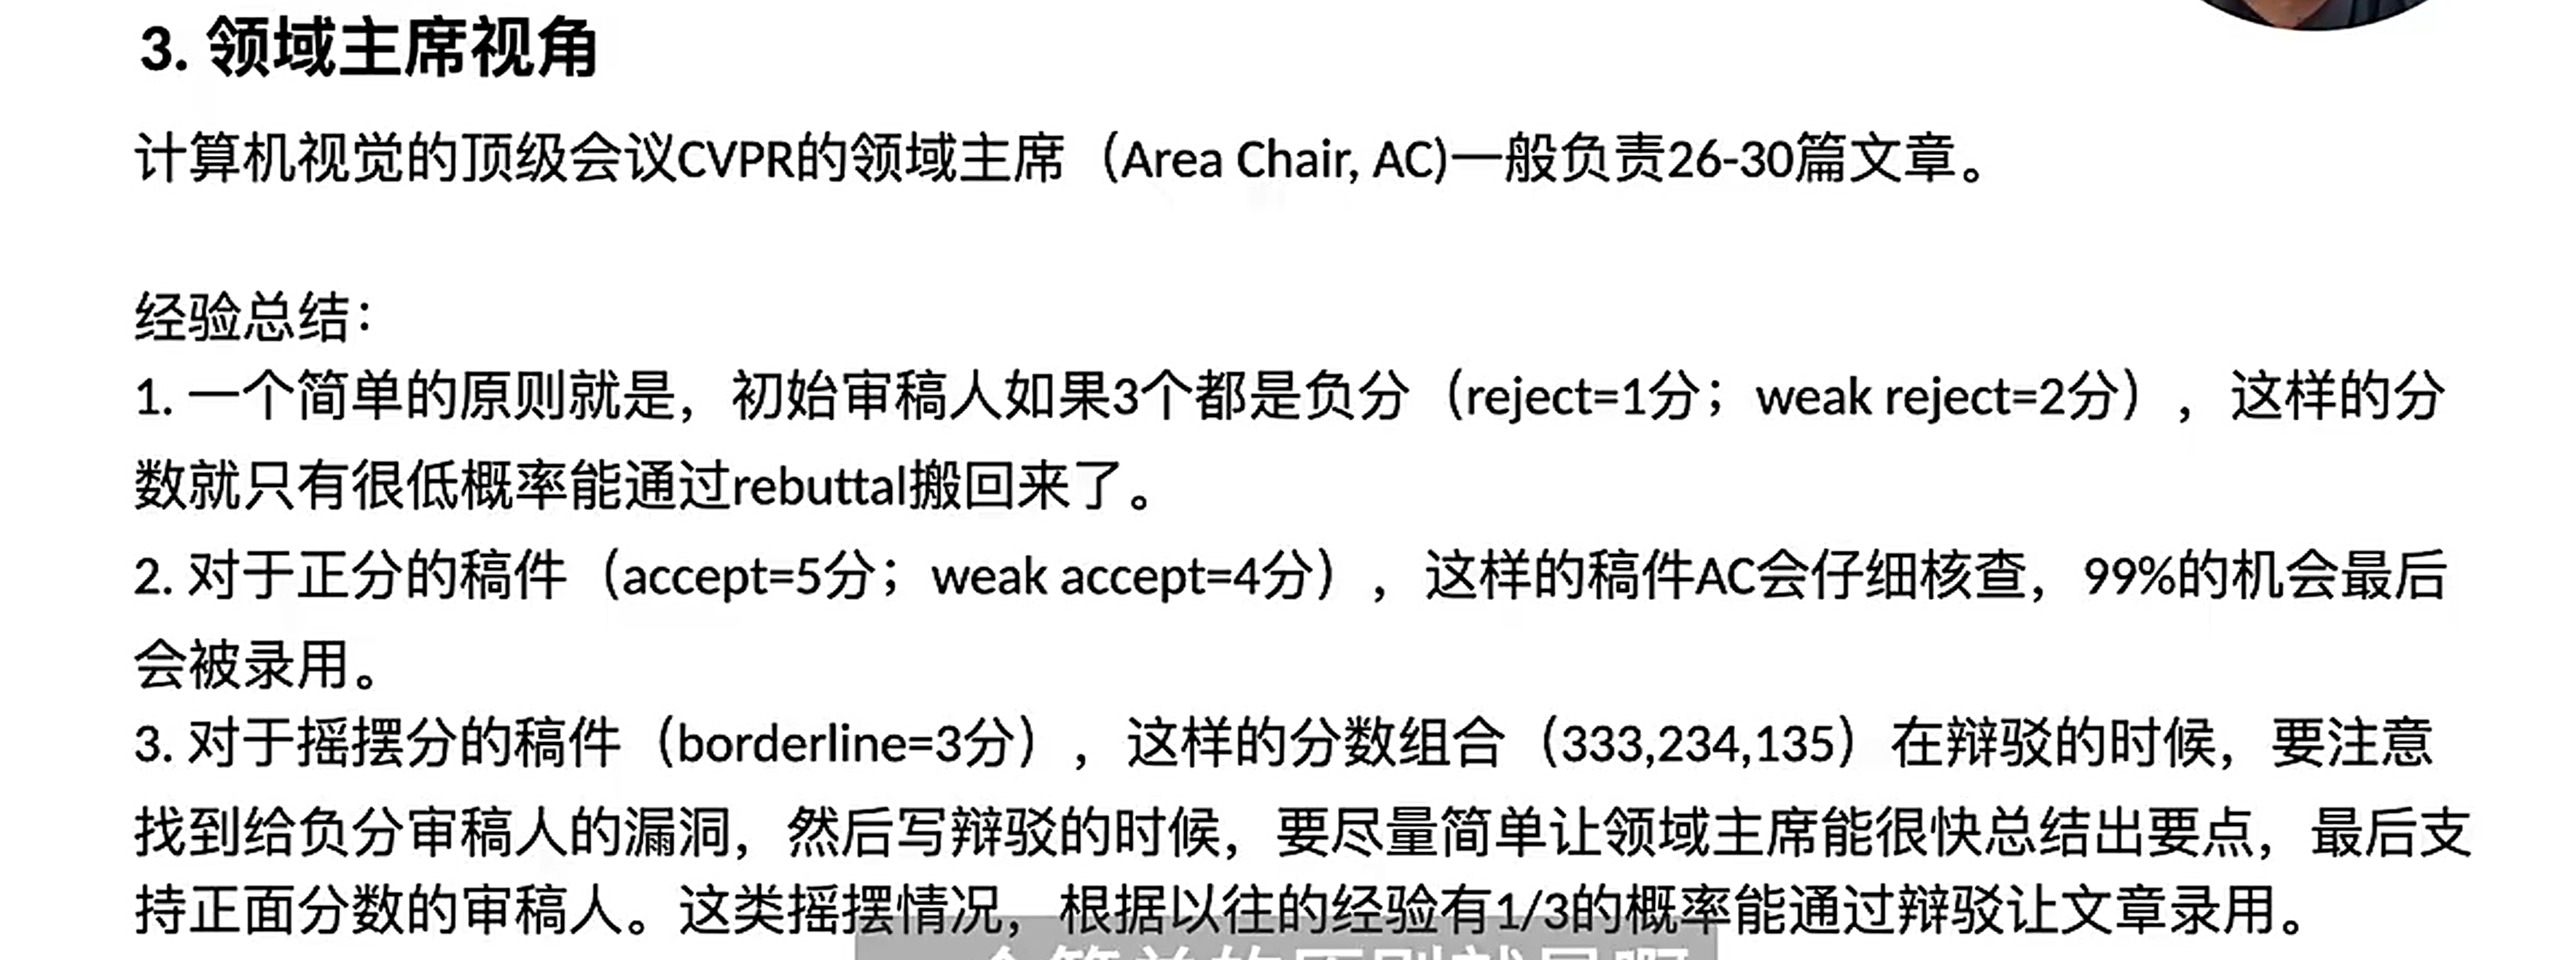 3. 领域主席视角
计算机视觉的顶级会议CVPR的领域主席（Area Chair, AC)一般负责26-30篇文章。
经验总结：
1. 一个简单的原则就是，初始审稿人如果3个都是负分（reject=1分；weak reject=2分），这样的分
数就只有很低概率能通过rebuttal搬回来了。
2. 对于正分的稿件（accept=5分；weak accept=4分），这样的稿件AC会仔细核查，99%的机会最后
会被录用。
3. 对于摇摆分的稿件（borderline=3分），这样的分数组合（333,234,135）在辩驳的时候，要注意
找到给负分审稿人的漏洞，然后写辩驳的时候，要尽量简单让领域主席能很快总结出要点，最后支
持正面分数的审稿人。这类摇摆情况，根据以往的经验有1/3的概率能通过辩驳让文章录用。
一个简单的原则就是啊